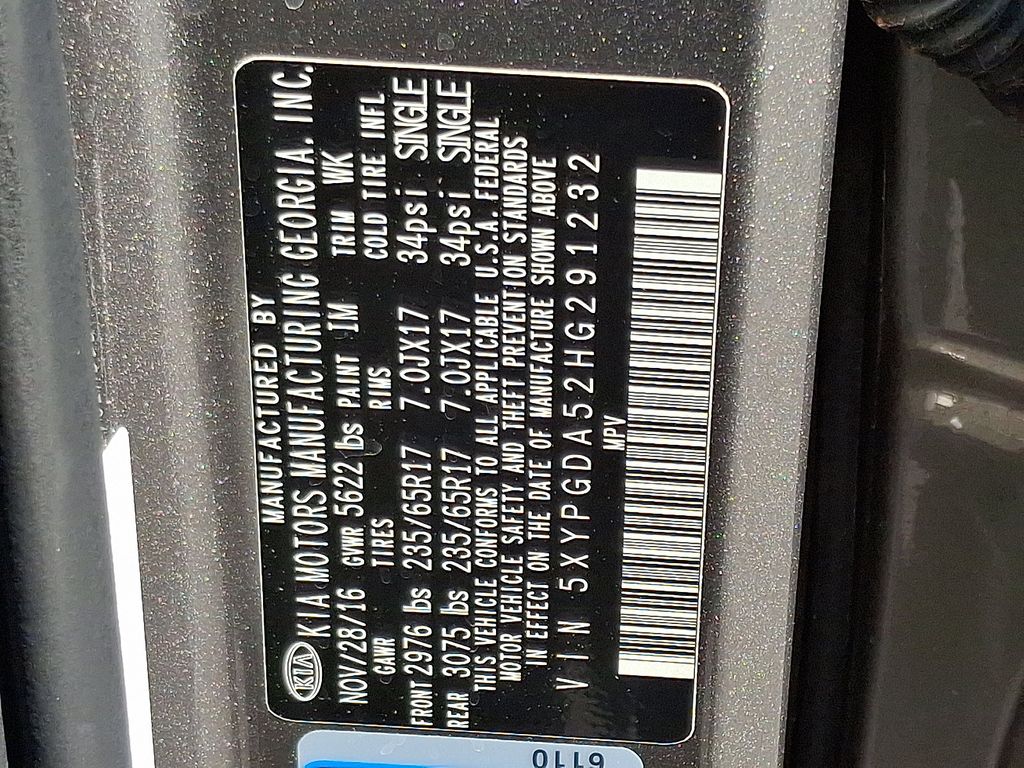 MANUFACTURED BY
KIA KIA MOTORS MANUFACTURING GEORGIA. INC.
NOV/28/16 GVWR 5622 lbs PAINT IM TRIM WK
GAWR TIRES RIMS COLD TIRE INFL
FRONT 2976 lbs 235/65R17 7.0JX17 34psi SINGLE
REAR 3075 lbs 235/65R17 7.0JX17 34psi SINGLE
THIS VEHICLE CONFORMS TO ALL APPLICABLE U.S.A. FEDERAL
MOTOR VEHICLE SAFETY AND THEFT PREVENTION STANDARDS
IN EFFECT ON THE DATE OF MANUFACTURE SHOWN ABOVE
VIN 5XYPGDA52HG291232
MPV
6110